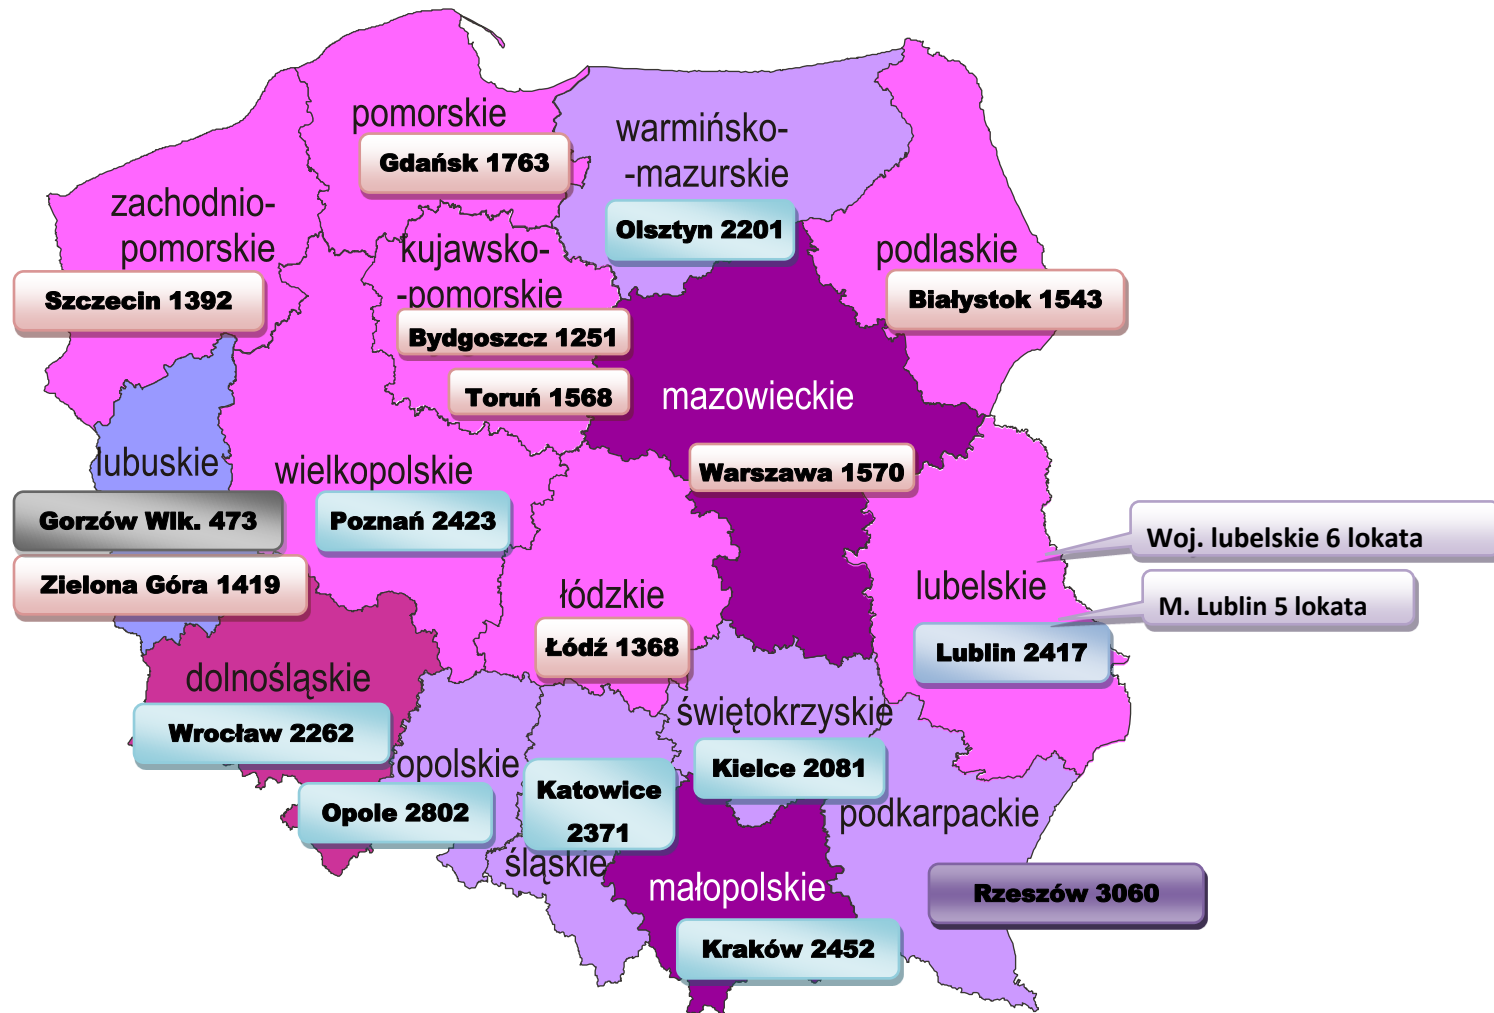 pomorskie
Gdańsk 1763
warmińsko-
-mazurskie
Olsztyn 2201
zachodnio-
pomorskie
Szczecin 1392
kujawsko-
-pomorskie
Bydgoszcz 1251
Toruń 1568
podlaskie
Białystok 1543
mazowieckie
Warszawa 1570
lubuskie
Gorzów Wlk. 473
Zielona Góra 1419
wielkopolskie
Poznań 2423
łódzkie
Łódź 1368
Woj. lubelskie 6 lokata
lubelskie
M. Lublin 5 lokata
Lublin 2417
dolnośląskie
Wrocław 2262
opolskie
Opole 2802
Katowice
2371
śląskie
świętokrzyskie
Kielce 2081
podkarpackie
Rzeszów 3060
małopolskie
Kraków 2452